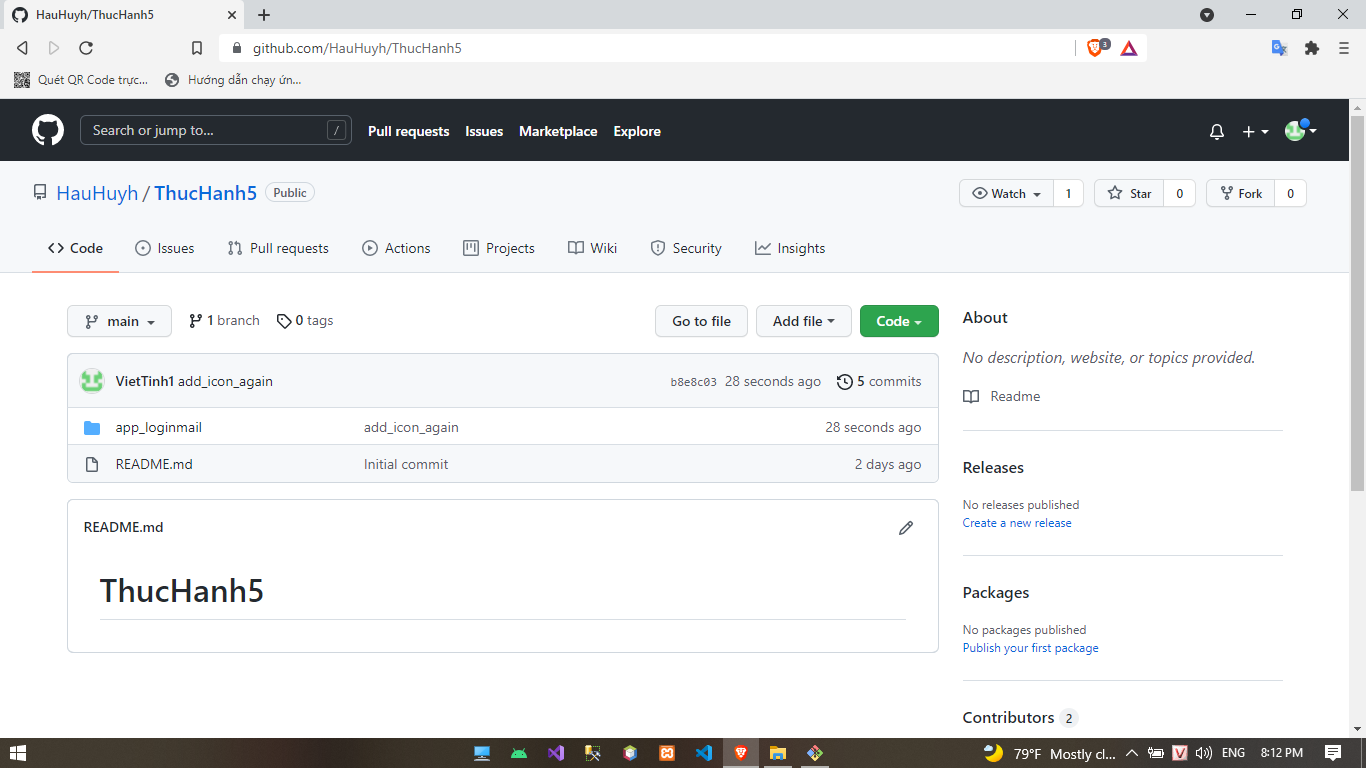 HauHuyh/ThucHanh5
github.com/HauHuyh/ThucHanh5
3
Quét QR Code trực...
Hướng dẫn chạy ứn...
Search or jump to...
/
Pull requests
Issues
Marketplace
Explore
HauHuyh / ThucHanh5
Public
Watch
1
Star
0
Fork
0
Code
Issues
Pull requests
Actions
Projects
Wiki
Security
Insights
main
1 branch
0 tags
Go to file
Add file
Code
VietTinh1 add_icon_again
b8e8c03 28 seconds ago
5 commits
app_loginmail
add_icon_again
28 seconds ago
README.md
Initial commit
2 days ago
README.md
ThucHanh5
About
No description, website, or topics provided.
Readme
Releases
No releases published
Create a new release
Packages
No packages published
Publish your first package
Contributors 2
79°F Mostly cl...
V
ENG
8:12 PM